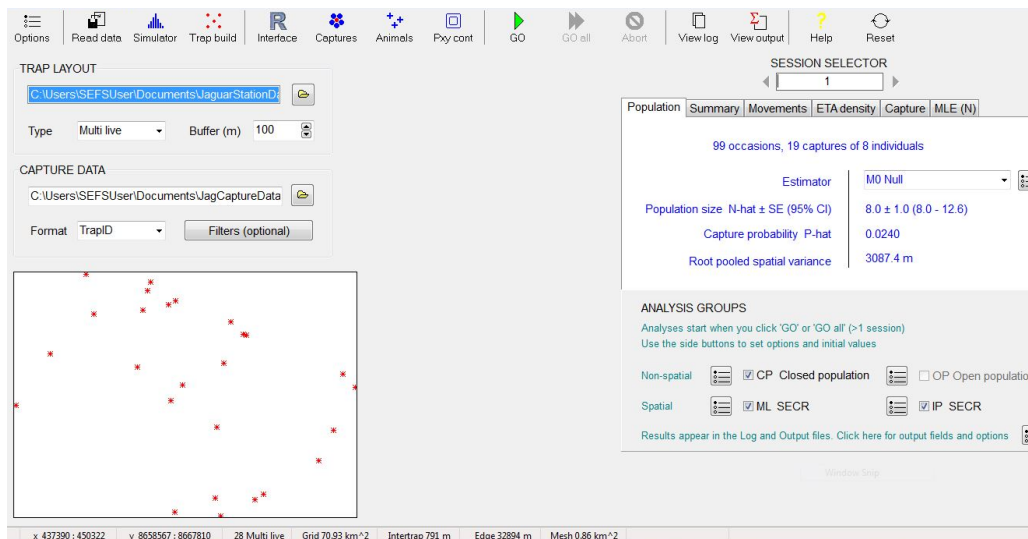 Options Read data Simulator Trap build Interface Captures Animals Pxy cont GO GO all Abort View log View output Help Reset
TRAP LAYOUT
C:\Users\SEFSUser\Documents\JaguarStationDa
Type Multi live Buffer (m) 100
CAPTURE DATA
C:\Users\SEFSUser\Documents\JagCaptureData
Format TrapID Filters (optional)
SESSION SELECTOR
1
Population Summary Movements ETA density Capture MLE (N)
99 occasions, 19 captures of 8 individuals
Estimator M0 Null
Population size N-hat ± SE (95% CI) 8.0 ± 1.0 (8.0 - 12.6)
Capture probability P-hat 0.0240
Root pooled spatial variance 3087.4 m
ANALYSIS GROUPS
Analyses start when you click 'GO' or 'GO all' (>1 session)
Use the side buttons to set options and initial values
Non-spatial CP Closed population OP Open populatio
Spatial ML SECR IP SECR
Results appear in the Log and Output files. Click here for output fields and options
Window Snip
x 437390 : 450322 y 8658567 : 8667810 28 Multi live Grid 70.93 km^2 Intertrap 791 m Edge 32894 m Mesh 0.86 km^2